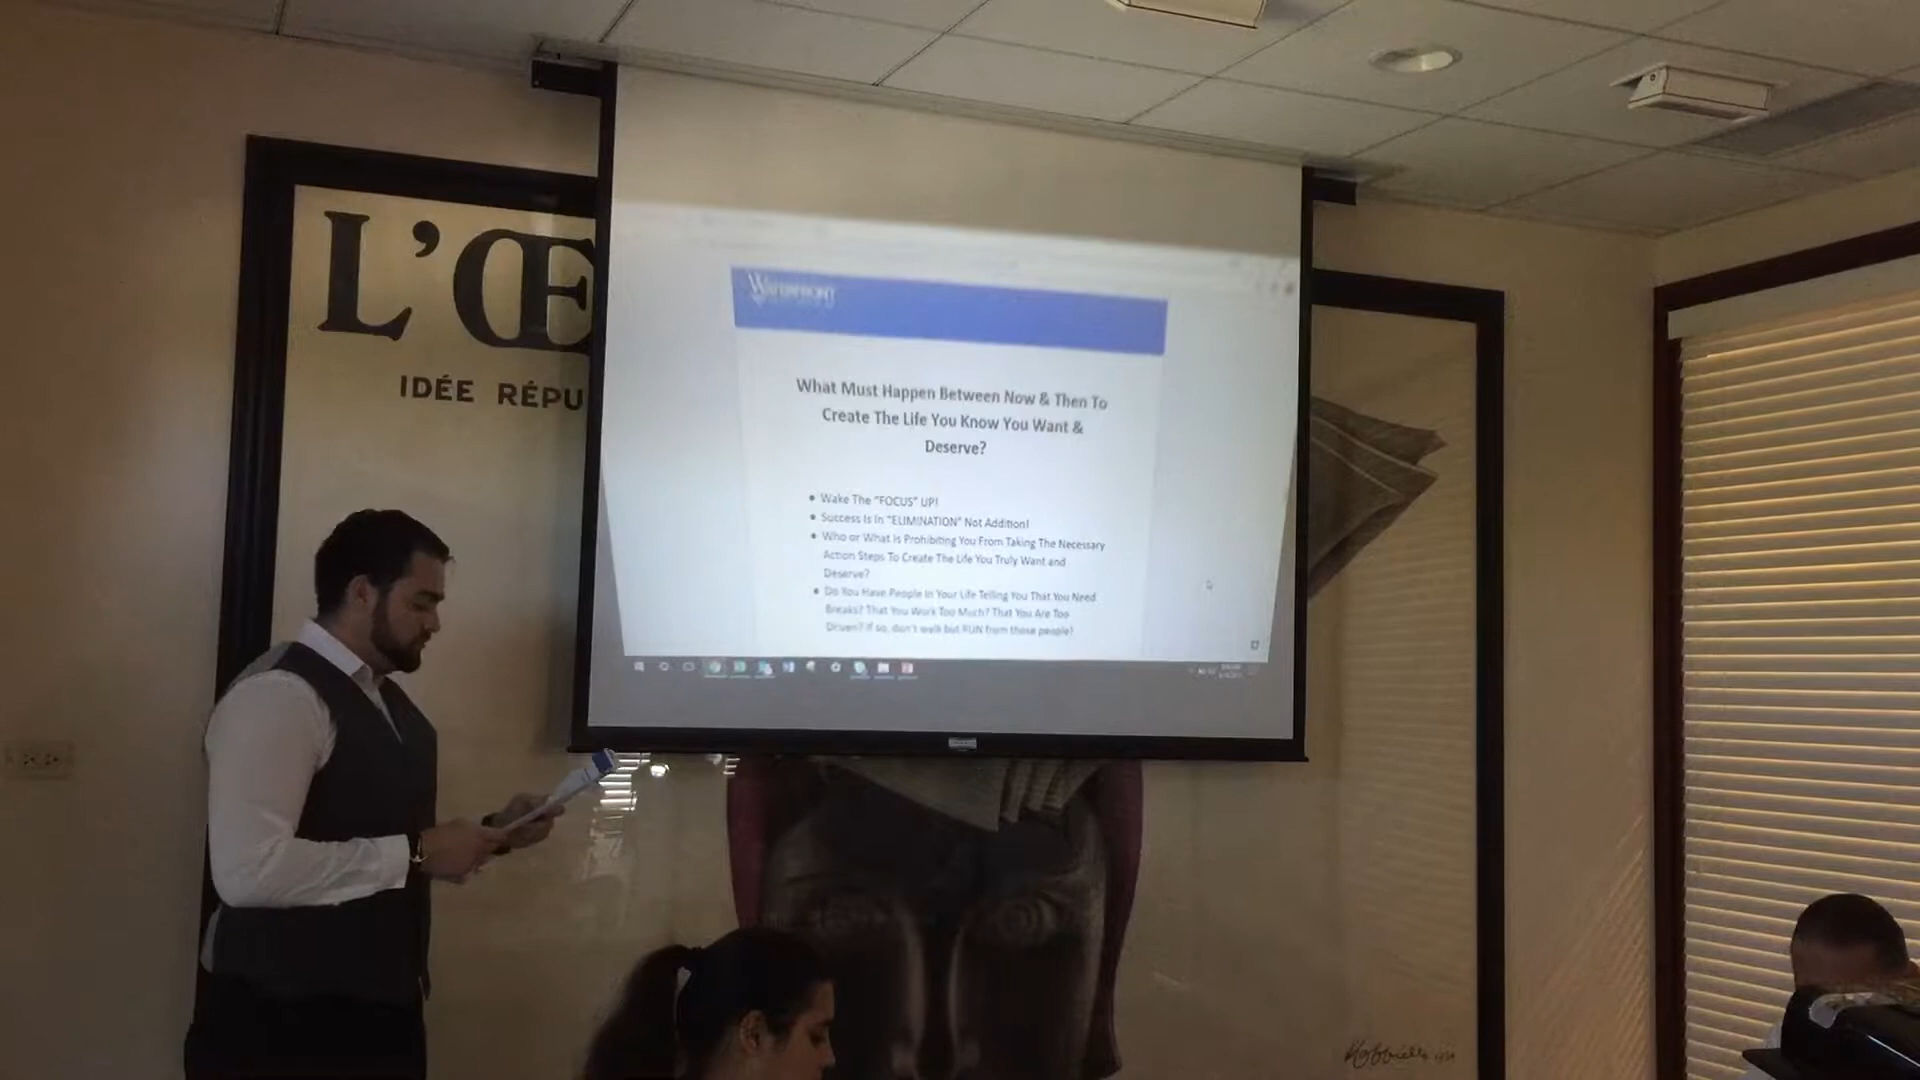 L'Œ
IDÉE RÉPU
WATERFRONT
What Must Happen Between Now & Then To
Create The Life You Know You Want &
Deserve?
• Wake The "FOCUS" UP!
• Success Is In "ELIMINATION" Not Addition!
• Who or What Is Prohibiting You From Taking The Necessary
Action Steps To Create The Life You Truly Want and
Deserve?
• Do You Have People In Your Life Telling You That You Need
Breaks? That You Work Too Much? That You Are Too
Driven? If so, don't walk but RUN from those people!